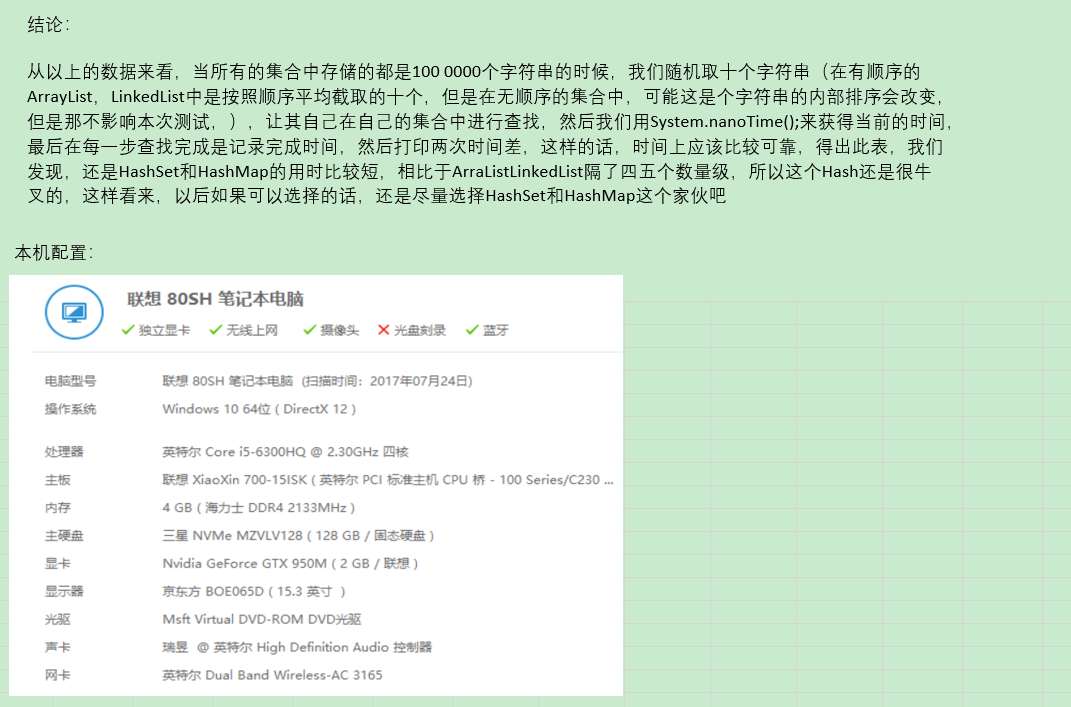 结论：
从以上的数据来看，当所有的集合中存储的都是100 0000个字符串的时候，我们随机取十个字符串（在有顺序的
ArrayList，LinkedList中是按照顺序平均截取的十个，但是在无顺序的集合中，可能这是个字符串的内部排序会改变，
但是那不影响本次测试，），让其自己在自己的集合中进行查找，然后我们用System.nanoTime();来获得当前的时间，
最后在每一步查找完成是记录完成时间，然后打印两次时间差，这样的话，时间上应该比较可靠，得出此表，我们
发现，还是HashSet和HashMap的用时比较短，相比于ArraListLinkedList隔了四五个数量级，所以这个Hash还是很牛
叉的，这样看来，以后如果可以选择的话，还是尽量选择HashSet和HashMap这个家伙吧
本机配置：
联想 80SH 笔记本电脑
独立显卡 无线上网 摄像头 光盘刻录 蓝牙
电脑型号 联想 80SH 笔记本电脑 (扫描时间：2017年07月24日)
操作系统 Windows 10 64位 ( DirectX 12 )
处理器 英特尔 Core i5-6300HQ @ 2.30GHz 四核
主板 联想 XiaoXin 700-15ISK ( 英特尔 PCI 标准主机 CPU 桥 - 100 Series/C230 ...
内存 4 GB ( 海力士 DDR4 2133MHz )
主硬盘 三星 NVMe MZVLV128 ( 128 GB / 固态硬盘 )
显卡 Nvidia GeForce GTX 950M ( 2 GB / 联想 )
显示器 京东方 BOE065D ( 15.3 英寸 )
光驱 Msft Virtual DVD-ROM DVD光驱
声卡 瑞昱 @ 英特尔 High Definition Audio 控制器
网卡 英特尔 Dual Band Wireless-AC 3165